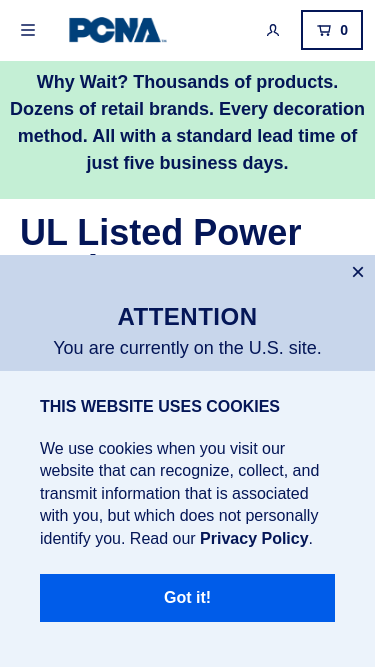 PCNA
0
Why Wait? Thousands of products.
Dozens of retail brands. Every decoration
method. All with a standard lead time of
just five business days.
UL Listed Power
ATTENTION
You are currently on the U.S. site.
THIS WEBSITE USES COOKIES
We use cookies when you visit our
website that can recognize, collect, and
transmit information that is associated
with you, but which does not personally
identify you. Read our Privacy Policy.
Got it!